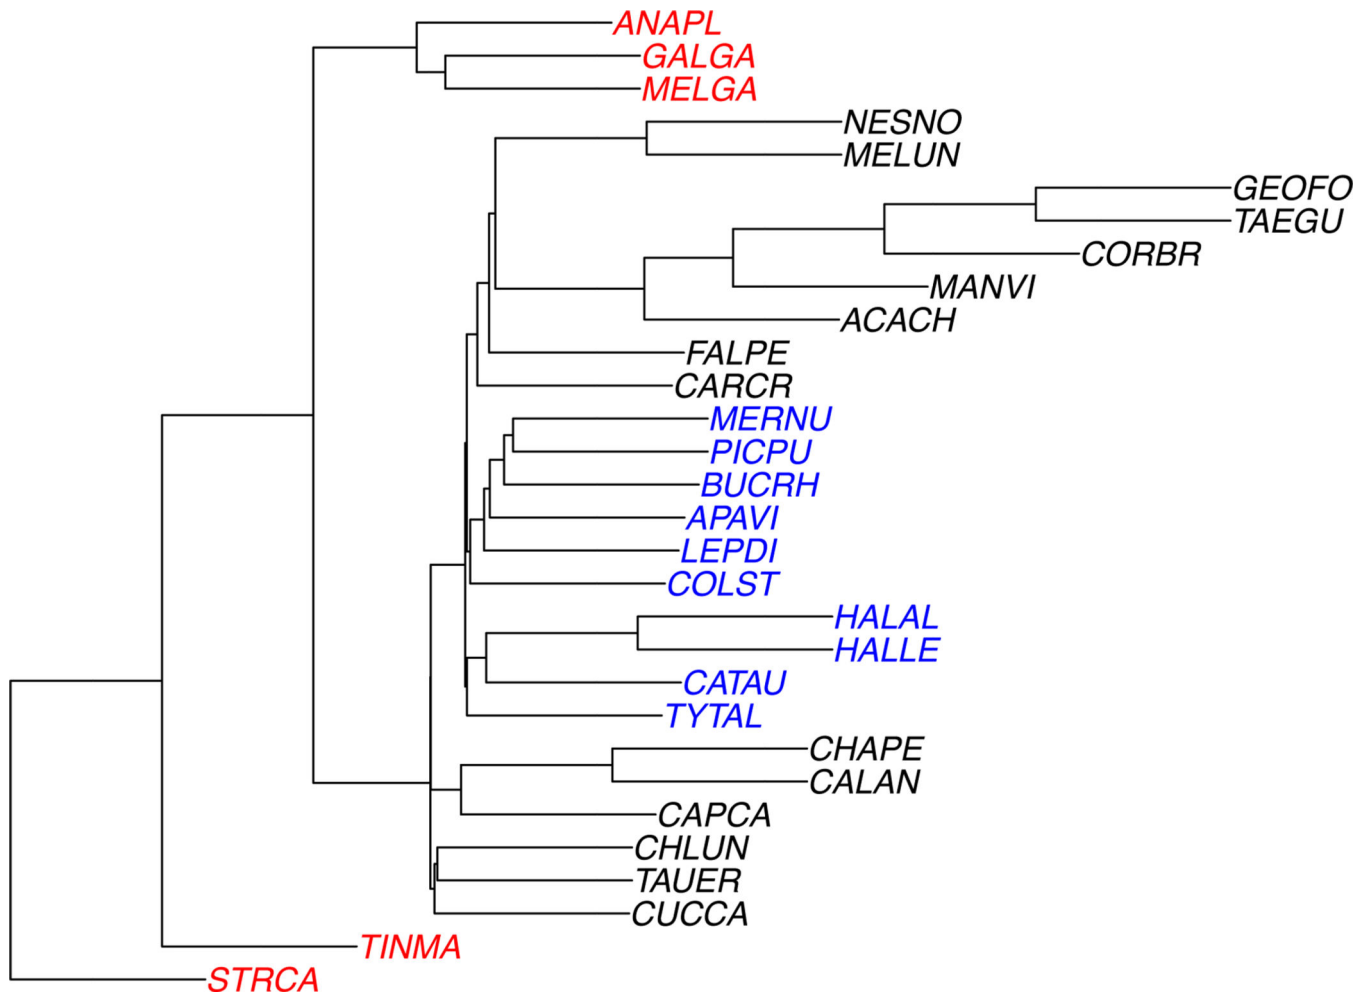 ANAPL
GALGA
MELGA
NESNO
MELUN
GEOFO
TAEGU
CORBR
MANVI
ACACH
FALPE
CARCR
MERNU
PICPU
BUCRH
APAVI
LEPDI
COLST
HALAL
HALLE
CATAU
TYTAL
CHAPE
CALAN
CAPCA
CHLUN
TAUER
CUCCA
TINMA
STRCA